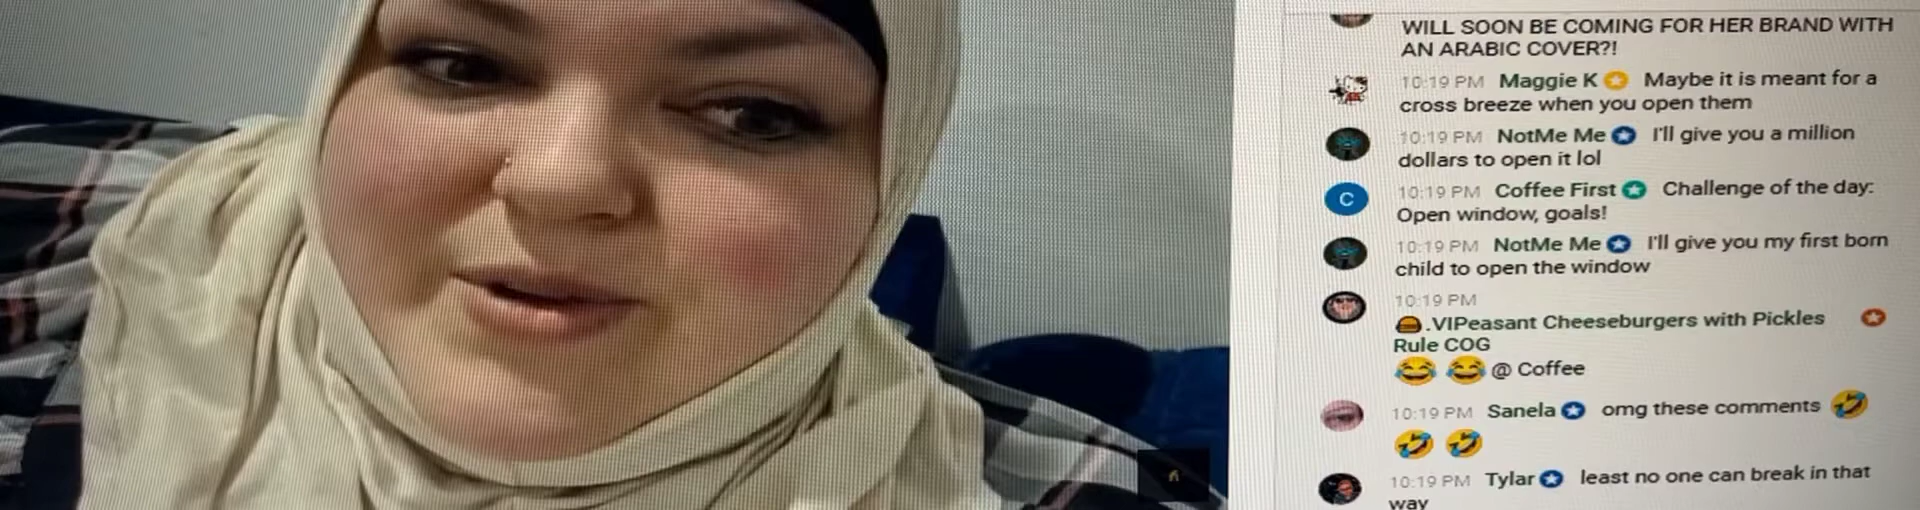 WILL SOON BE COMING FOR HER BRAND WITH
AN ARABIC COVER?!
10:19 PM Maggie K Maybe it is meant for a
cross breeze when you open them
10:19 PM NotMe Me I'll give you a million
dollars to open it lol
C
10:19 PM Coffee First Challenge of the day:
Open window, goals!
10:19 PM NotMe Me I'll give you my first born
child to open the window
10:19 PM
.VIPeasant Cheeseburgers with Pickles
Rule COG
@ Coffee
10:19 PM Sanela omg these comments
10:19 PM Tylar least no one can break in that
way